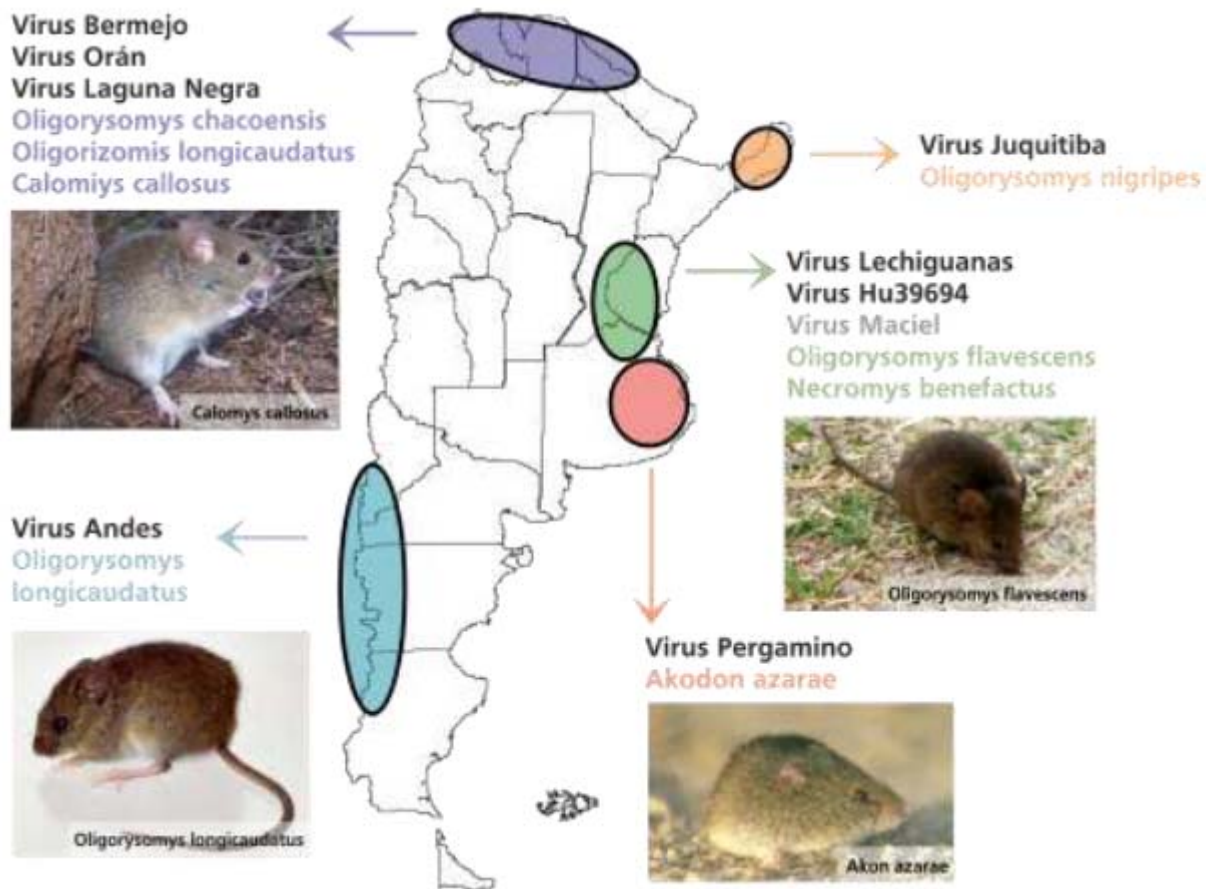 Virus Bermejo
Virus Orán
Virus Laguna Negra
Oligorysomys chacoensis
Oligorizomis longicaudatus
Calomiys callosus
Calomys callosus
Virus Juquitiba
Oligorysomys nigripes
Virus Lechiguanas
Virus Hu39694
Virus Maciel
Oligorysomys flavescens
Necromys benefactus
Oligorysomys flavescens
Virus Andes
Oligorysomys
longicaudatus
Oligorysomys longicaudatus
Virus Pergamino
Akodon azarae
Akon azarae